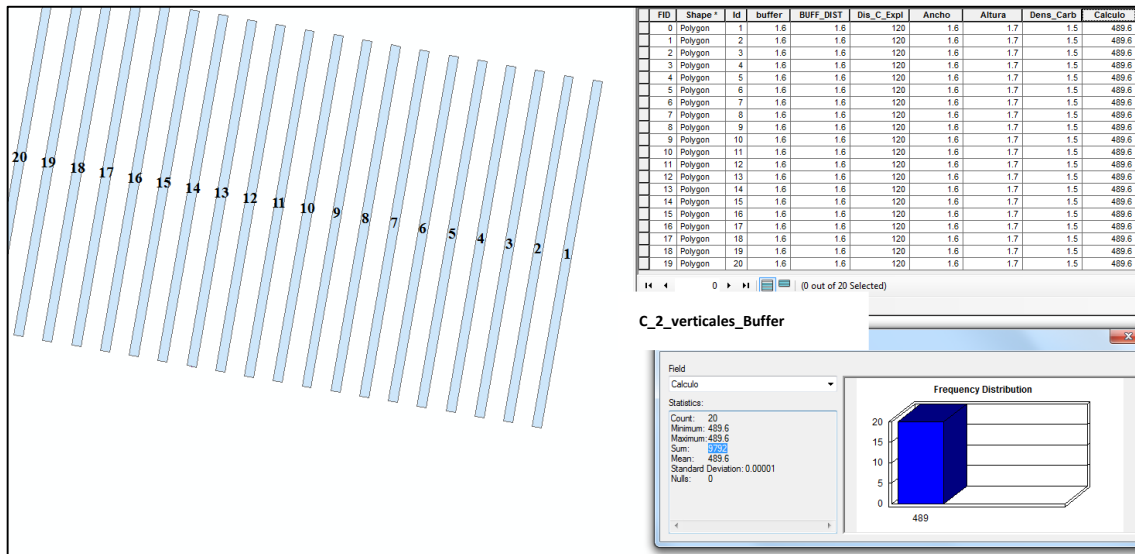 20 19 18 17 16 15 14 13 12 11 10 9 8 7 6 5 4 3 2 1
FID Shape * Id buffer BUFF_DIST Dis_C_Expl Ancho Altura Dens_Carb Calculo
0 Polygon 1 1.6 1.6 120 1.6 1.7 1.5 489.6
1 Polygon 2 1.6 1.6 120 1.6 1.7 1.5 489.6
2 Polygon 3 1.6 1.6 120 1.6 1.7 1.5 489.6
3 Polygon 4 1.6 1.6 120 1.6 1.7 1.5 489.6
4 Polygon 5 1.6 1.6 120 1.6 1.7 1.5 489.6
5 Polygon 6 1.6 1.6 120 1.6 1.7 1.5 489.6
6 Polygon 7 1.6 1.6 120 1.6 1.7 1.5 489.6
7 Polygon 8 1.6 1.6 120 1.6 1.7 1.5 489.6
8 Polygon 9 1.6 1.6 120 1.6 1.7 1.5 489.6
9 Polygon 10 1.6 1.6 120 1.6 1.7 1.5 489.6
10 Polygon 11 1.6 1.6 120 1.6 1.7 1.5 489.6
11 Polygon 12 1.6 1.6 120 1.6 1.7 1.5 489.6
12 Polygon 13 1.6 1.6 120 1.6 1.7 1.5 489.6
13 Polygon 14 1.6 1.6 120 1.6 1.7 1.5 489.6
14 Polygon 15 1.6 1.6 120 1.6 1.7 1.5 489.6
15 Polygon 16 1.6 1.6 120 1.6 1.7 1.5 489.6
16 Polygon 17 1.6 1.6 120 1.6 1.7 1.5 489.6
17 Polygon 18 1.6 1.6 120 1.6 1.7 1.5 489.6
18 Polygon 19 1.6 1.6 120 1.6 1.7 1.5 489.6
19 Polygon 20 1.6 1.6 120 1.6 1.7 1.5 489.6
0 (0 out of 20 Selected)
C_2_verticales_Buffer
Field
Calculo
Statistics:
Count: 20
Minimum: 489.6
Maximum: 489.6
Sum: 9792
Mean: 489.6
Standard Deviation: 0.00001
Nulls: 0
Frequency Distribution
20
15
10
5
0
489